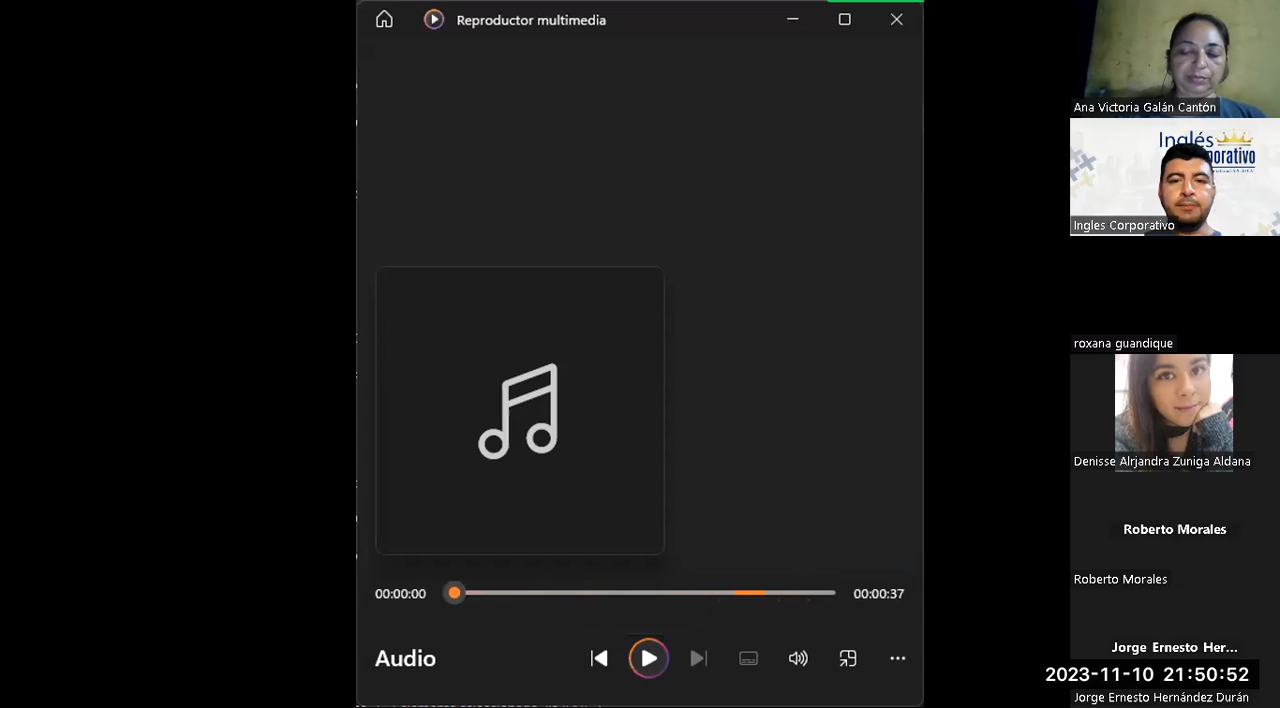 Reproductor multimedia
00:00:00
00:00:37
Audio
Ana Victoria Galán Cantón
Inglés
porativo
Ingles Corporativo
roxana guandique
Denisse Alrjandra Zuniga Aldana
Roberto Morales
Roberto Morales
Jorge Ernesto Her...
2023-11-10 21:50:52
Jorge Ernesto Hernández Durán